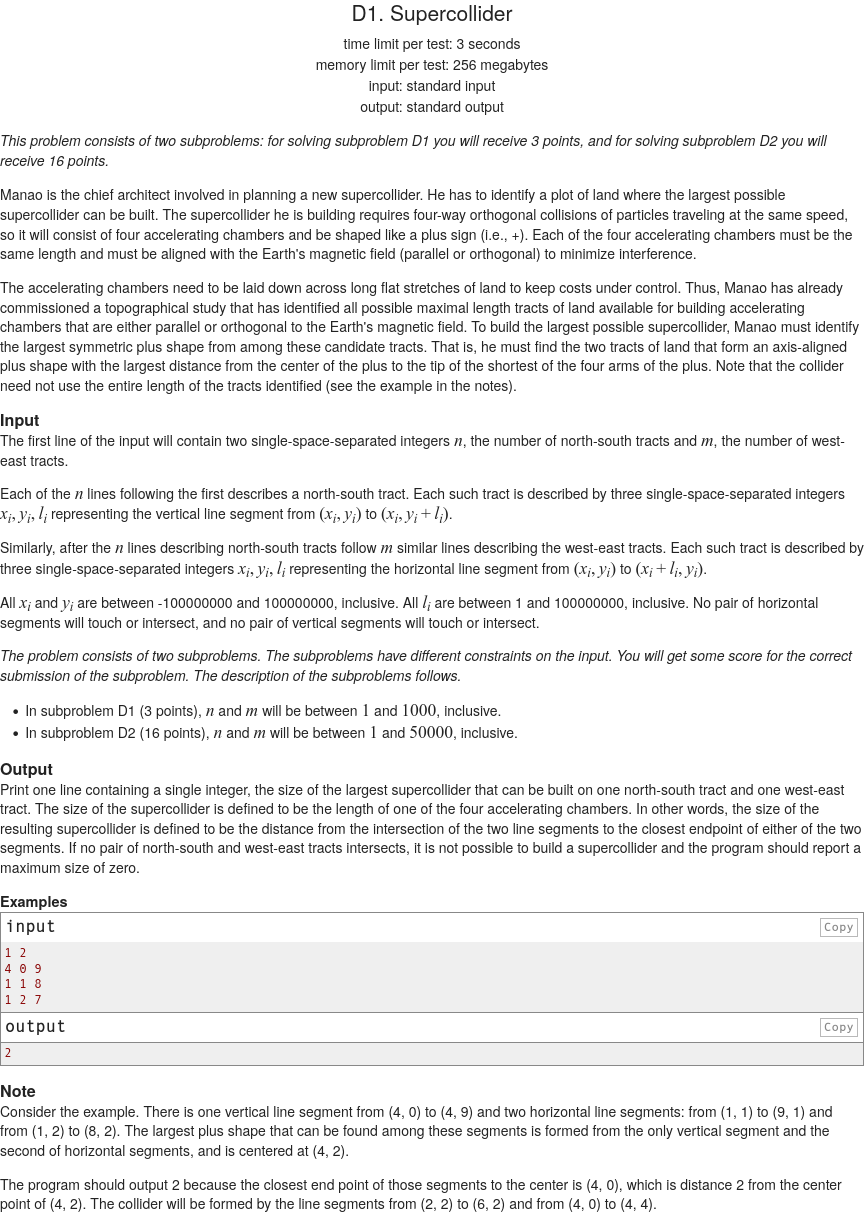 D1. Supercollider
time limit per test: 3 seconds
memory limit per test: 256 megabytes
input: standard input
output: standard output
This problem consists of two subproblems: for solving subproblem D1 you will receive 3 points, and for solving subproblem D2 you will
receive 16 points.
Manao is the chief architect involved in planning a new supercollider. He has to identify a plot of land where the largest possible
supercollider can be built. The supercollider he is building requires four-way orthogonal collisions of particles traveling at the same speed,
so it will consist of four accelerating chambers and be shaped like a plus sign (i.e., +). Each of the four accelerating chambers must be the
same length and must be aligned with the Earth's magnetic field (parallel or orthogonal) to minimize interference.
The accelerating chambers need to be laid down across long flat stretches of land to keep costs under control. Thus, Manao has already
commissioned a topographical study that has identified all possible maximal length tracts of land available for building accelerating
chambers that are either parallel or orthogonal to the Earth's magnetic field. To build the largest possible supercollider, Manao must identify
the largest symmetric plus shape from among these candidate tracts. That is, he must find the two tracts of land that form an axis-aligned
plus shape with the largest distance from the center of the plus to the tip of the shortest of the four arms of the plus. Note that the collider
need not use the entire length of the tracts identified (see the example in the notes).
Input
The first line of the input will contain two single-space-separated integers n, the number of north-south tracts and m, the number of west-
east tracts.
Each of the n lines following the first describes a north-south tract. Each such tract is described by three single-space-separated integers
xi, yi, li representing the vertical line segment from (xi, yi) to (xi, yi + li).
Similarly, after the n lines describing north-south tracts follow m similar lines describing the west-east tracts. Each such tract is described by
three single-space-separated integers xi, yi, li representing the horizontal line segment from (xi, yi) to (xi + li, yi).
All xi and yi are between -100000000 and 100000000, inclusive. All li are between 1 and 100000000, inclusive. No pair of horizontal
segments will touch or intersect, and no pair of vertical segments will touch or intersect.
The problem consists of two subproblems. The subproblems have different constraints on the input. You will get some score for the correct
submission of the subproblem. The description of the subproblems follows.
• In subproblem D1 (3 points), n and m will be between 1 and 1000, inclusive.
• In subproblem D2 (16 points), n and m will be between 1 and 50000, inclusive.
Output
Print one line containing a single integer, the size of the largest supercollider that can be built on one north-south tract and one west-east
tract. The size of the supercollider is defined to be the length of one of the four accelerating chambers. In other words, the size of the
resulting supercollider is defined to be the distance from the intersection of the two line segments to the closest endpoint of either of the two
segments. If no pair of north-south and west-east tracts intersects, it is not possible to build a supercollider and the program should report a
maximum size of zero.
Examples
input Copy
1 2
4 0 9
1 1 8
1 2 7
output Copy
2
Note
Consider the example. There is one vertical line segment from (4, 0) to (4, 9) and two horizontal line segments: from (1, 1) to (9, 1) and
from (1, 2) to (8, 2). The largest plus shape that can be found among these segments is formed from the only vertical segment and the
second of horizontal segments, and is centered at (4, 2).
The program should output 2 because the closest end point of those segments to the center is (4, 0), which is distance 2 from the center
point of (4, 2). The collider will be formed by the line segments from (2, 2) to (6, 2) and from (4, 0) to (4, 4).